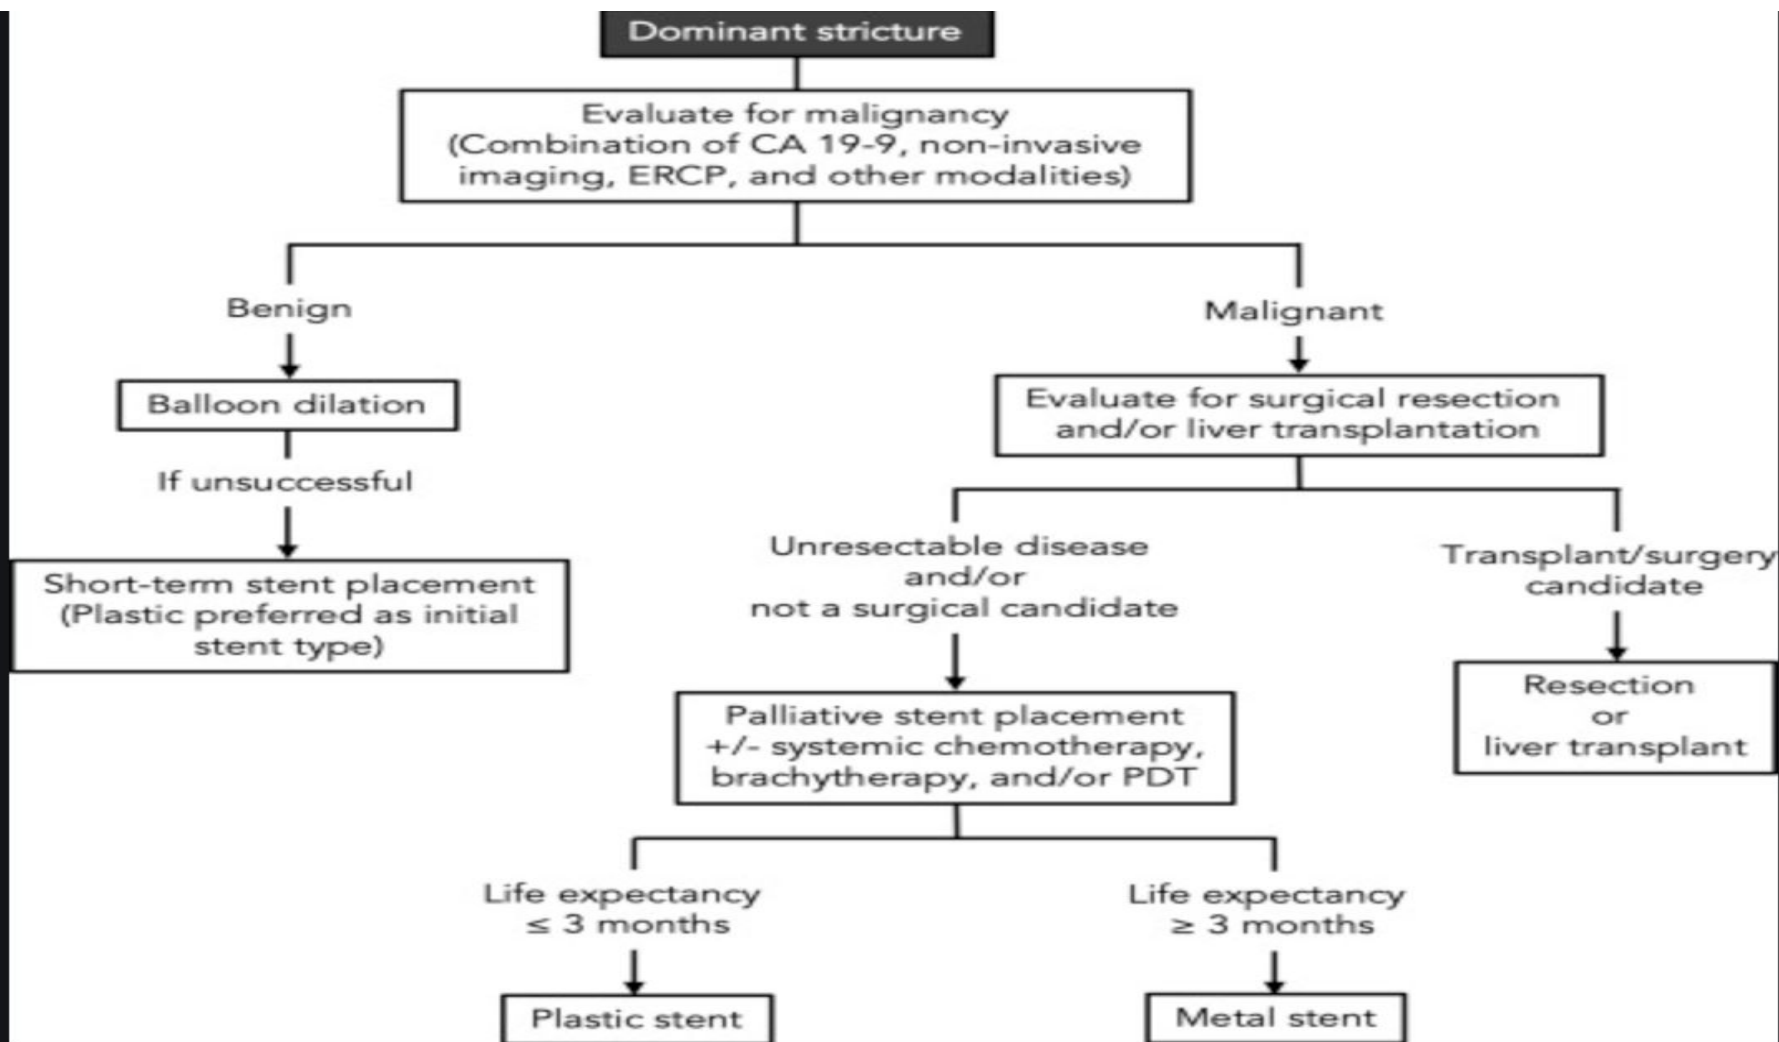 Dominant stricture
Evaluate for malignancy
(Combination of CA 19-9, non-invasive
imaging, ERCP, and other modalities)
Benign
Malignant
Balloon dilation
Evaluate for surgical resection
and/or liver transplantation
If unsuccessful
Short-term stent placement
(Plastic preferred as initial
stent type)
Unresectable disease
and/or
not a surgical candidate
Transplant/surgery
candidate
Palliative stent placement
+/- systemic chemotherapy,
brachytherapy, and/or PDT
Resection
or
liver transplant
Life expectancy
≤ 3 months
Life expectancy
≥ 3 months
Plastic stent
Metal stent